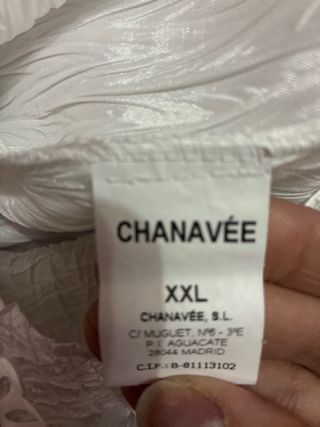 CHANAVÉE
XXL
CHANAVÉE, S.L.
C/ MUGUET, Nº6 - 3ºE
P.I. AGUACATE
28044 MADRID
C.I.F.: B-81113102